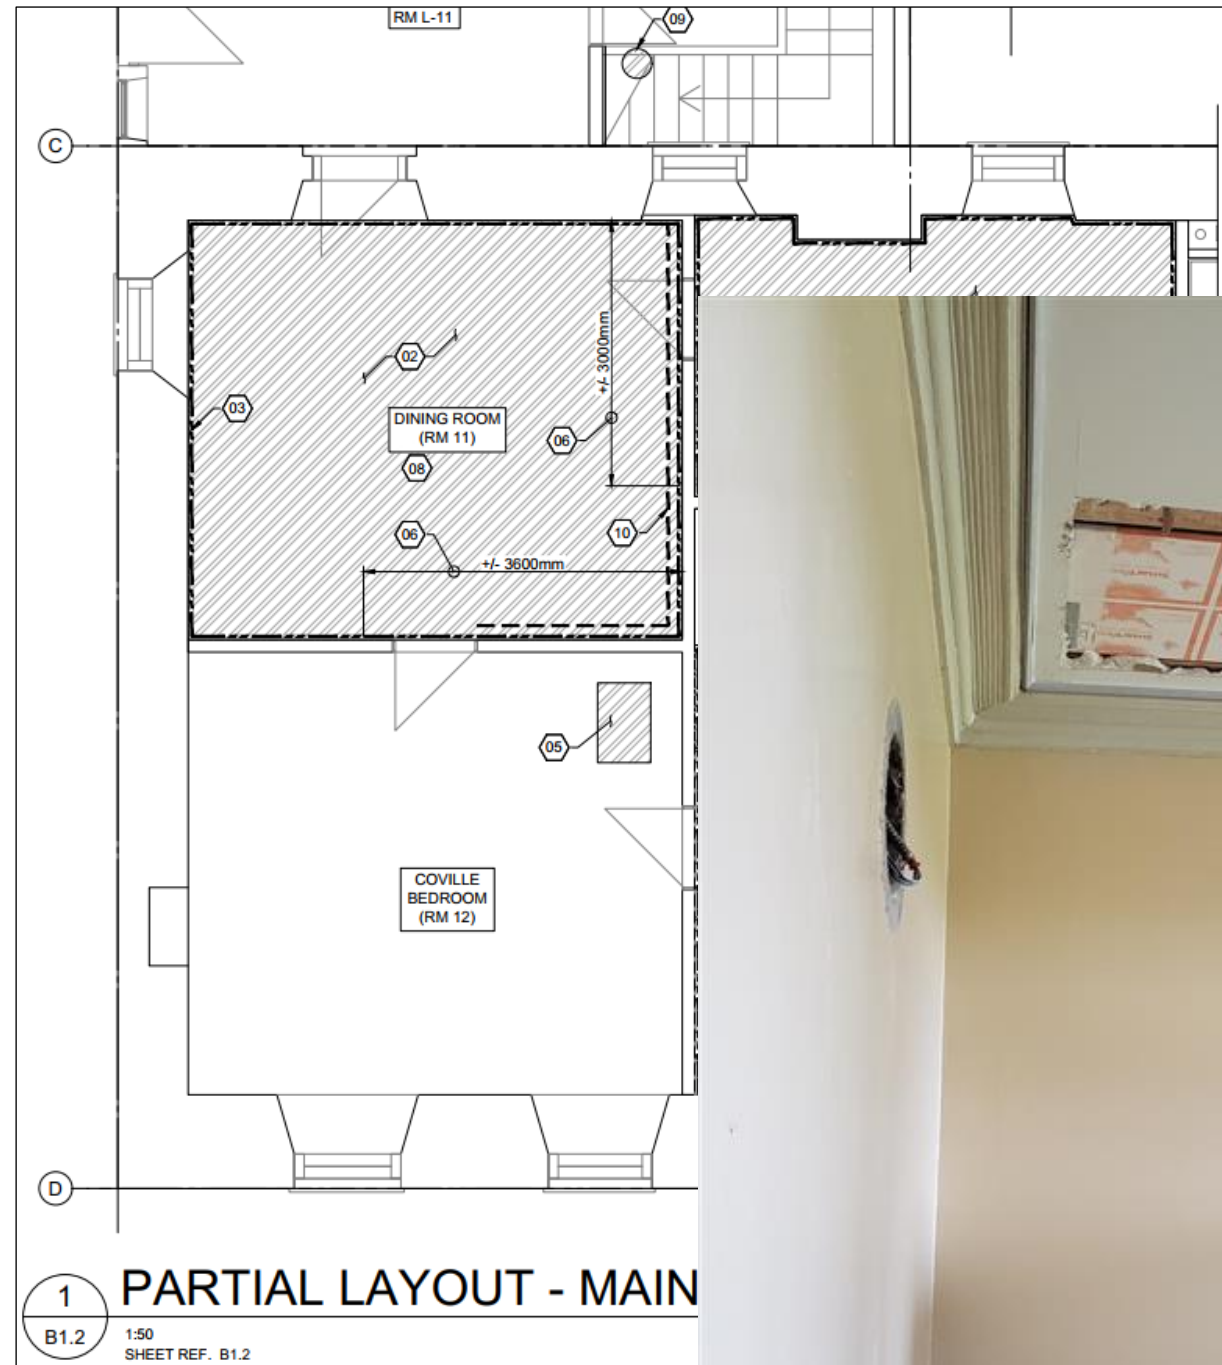 RM L-11
09
C
02
03
+/- 3000mm
DINING ROOM
(RM 11)
06
08
06
10
+/- 3600mm
05
COVILLE
BEDROOM
(RM 12)
D
1
B1.2
PARTIAL LAYOUT - MAIN
1:50
SHEET REF. B1.2